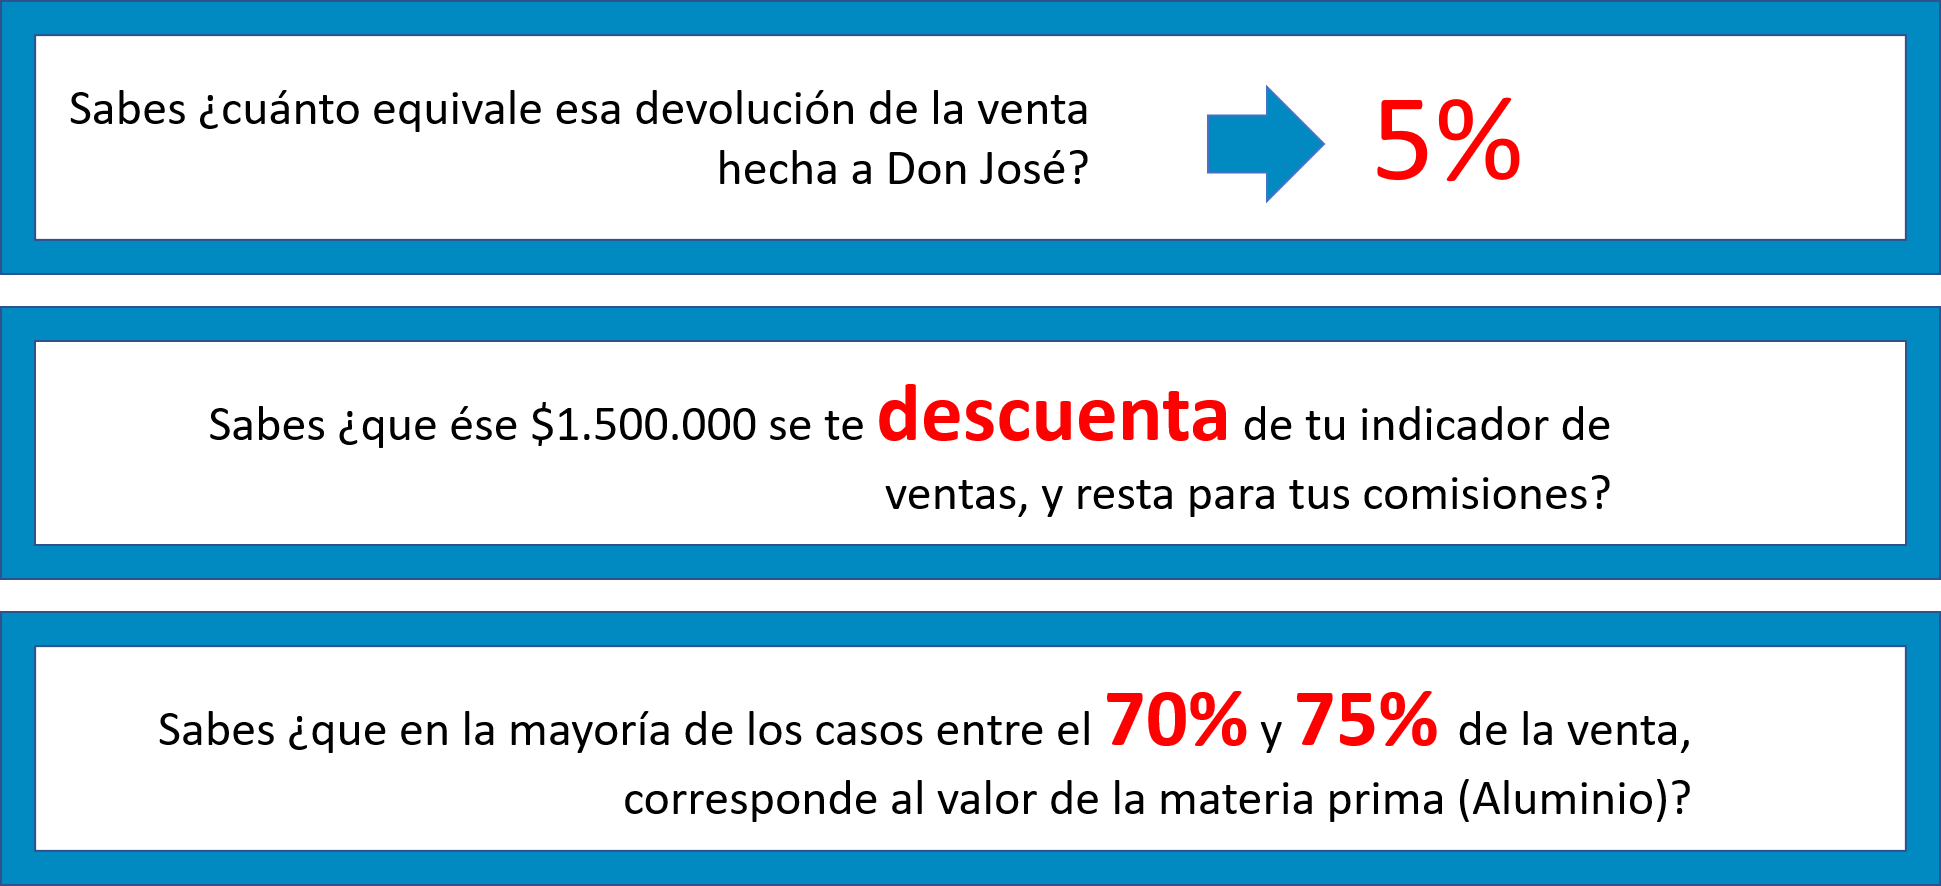 Sabes ¿cuánto equivale esa devolución de la venta
hecha a Don José?
5%
Sabes ¿que ése $1.500.000 se te descuenta de tu indicador de
ventas, y resta para tus comisiones?
Sabes ¿que en la mayoría de los casos entre el 70% y 75% de la venta,
corresponde al valor de la materia prima (Aluminio)?